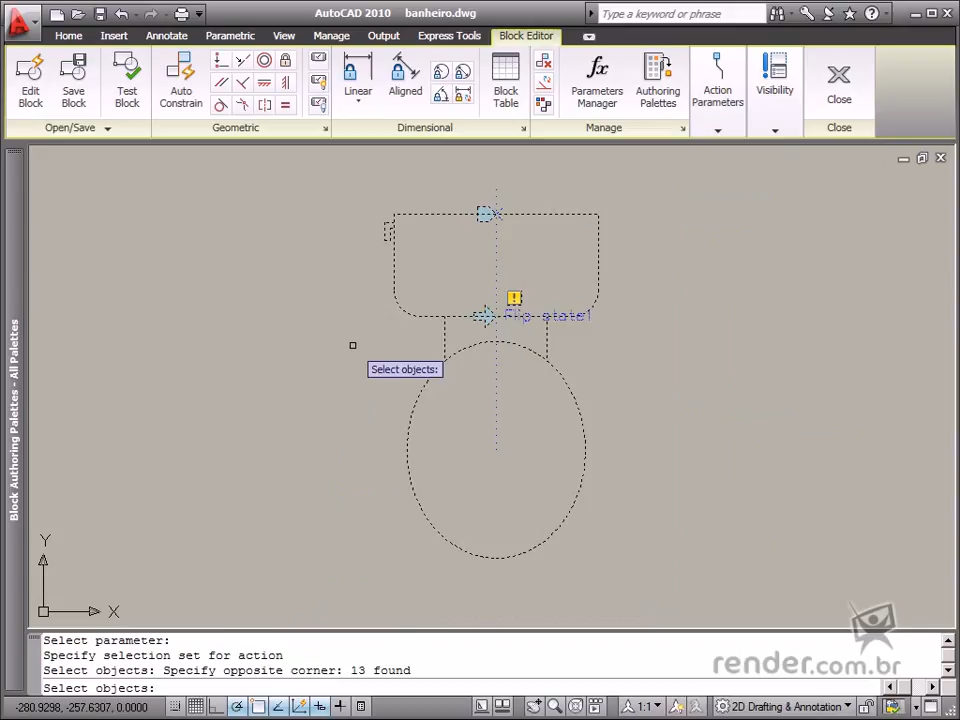 AutoCAD 2010 banheiro.dwg
Type a keyword or phrase
Home Insert Annotate Parametric View Manage Output Express Tools Block Editor
Edit Block
Save Block
Test Block
Auto Constrain
Linear
Aligned
Block Table
fx
Parameters Manager
Authoring Palettes
Action Parameters
Visibility
Close
Open/Save
Geometric
Dimensional
Manage
Close
Flip state1
Select objects:
Block Authoring Palettes - All Palettes
Y
X
Select parameter:
Specify selection set for action
Select objects: Specify opposite corner: 13 found
Select objects:
render.com.br
-280.9298, -257.6307, 0.0000
1:1
2D Drafting & Annotation